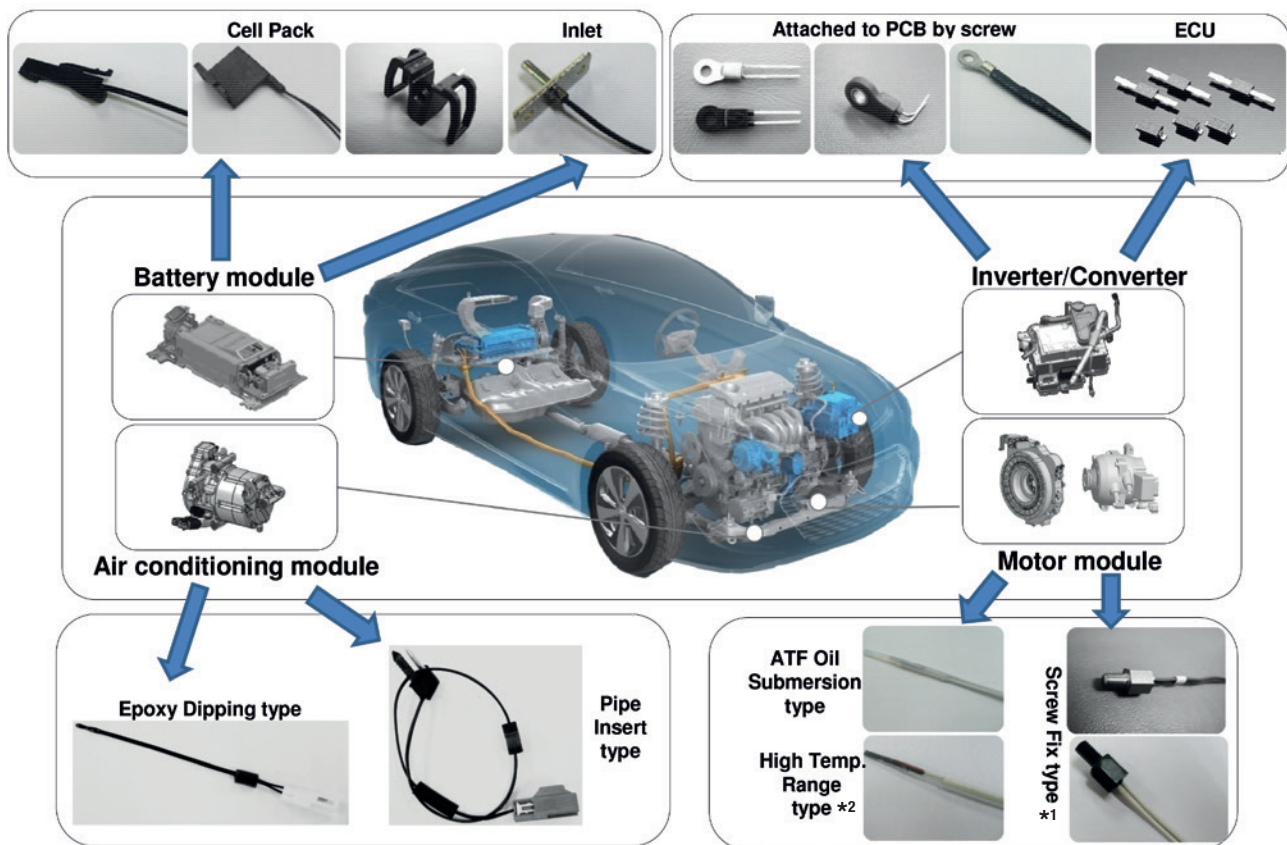 Cell Pack
Inlet
Attached to PCB by screw
ECU
Battery module
Inverter/Converter
Air conditioning module
Motor module
Epoxy Dipping type
Pipe
Insert
type
ATF Oil
Submersion
type
High Temp.
Range
type *2
Screw Fix type
*1